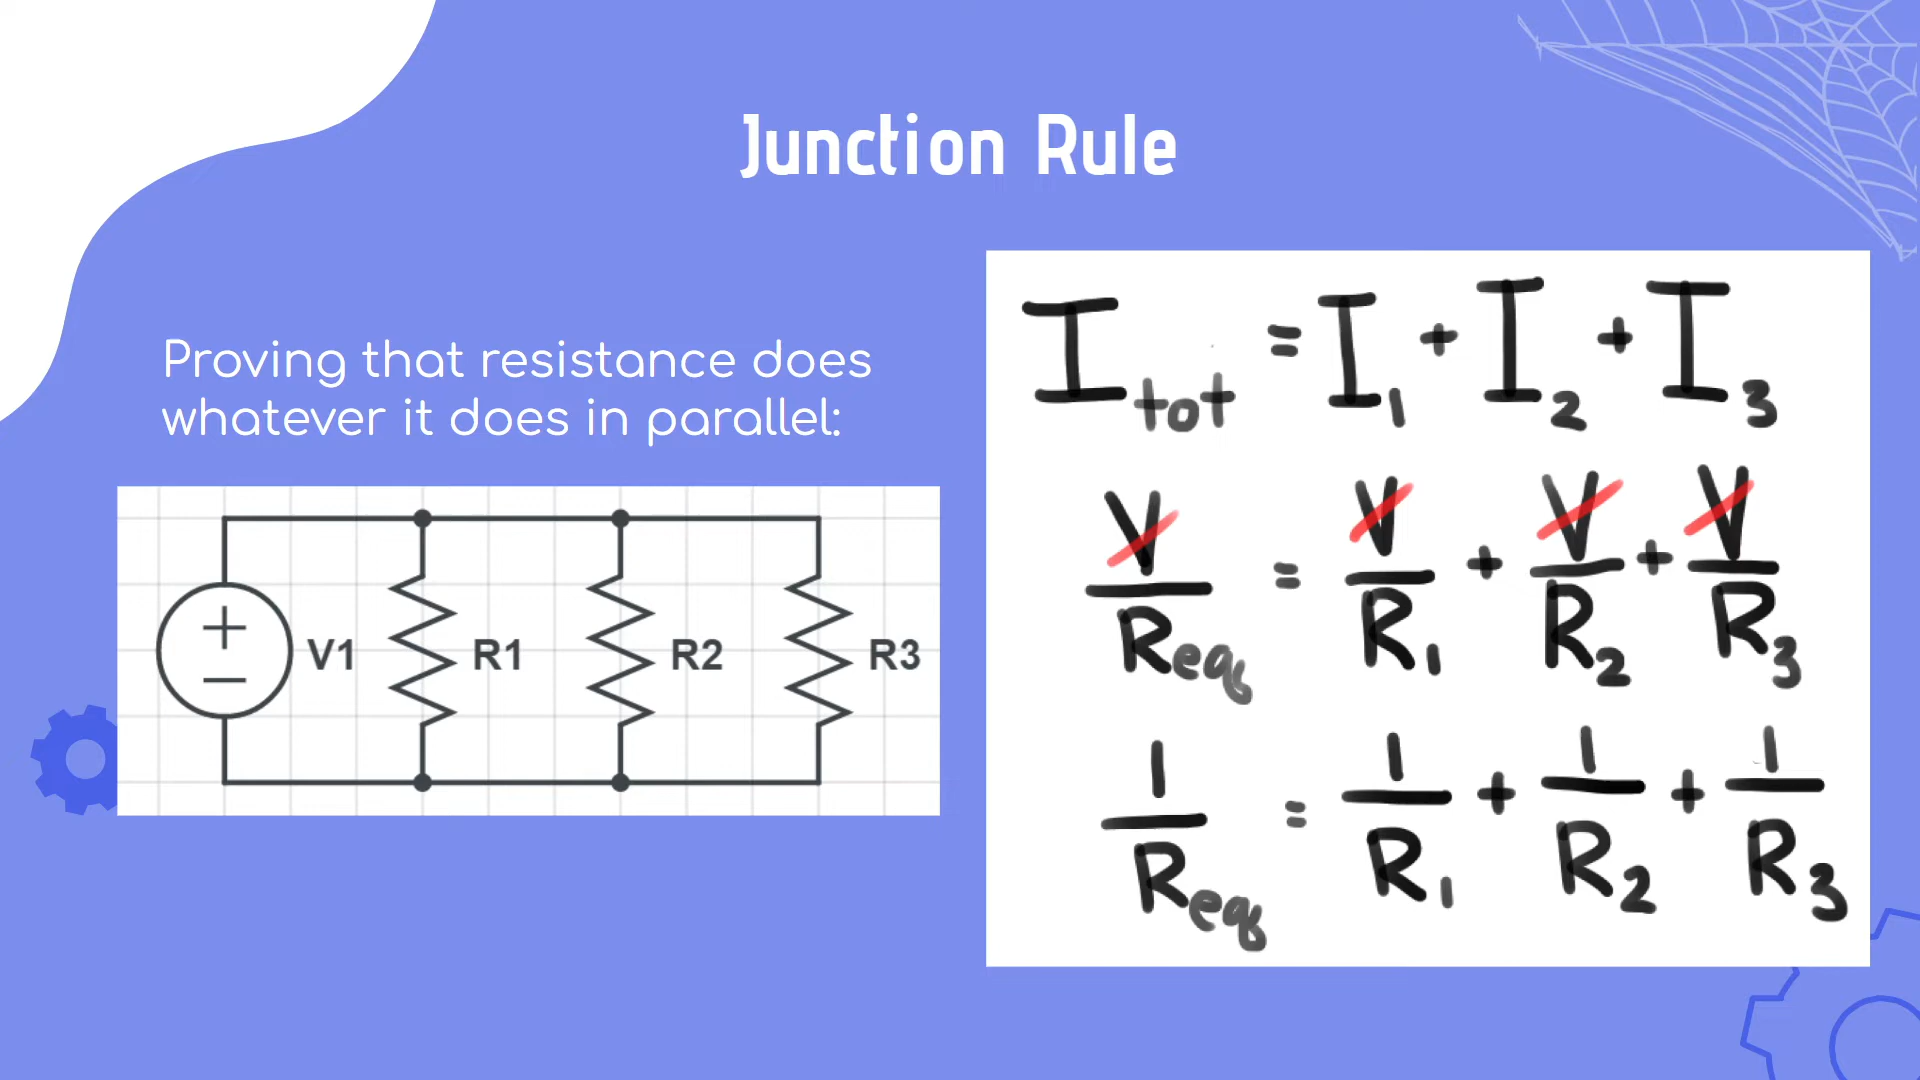 Junction Rule
Proving that resistance does
whatever it does in parallel:
V1 R1 R2 R3
I_tot = I_1 + I_2 + I_3
V/R_eq = V/R_1 + V/R_2 + V/R_3
1/R_eq = 1/R_1 + 1/R_2 + 1/R_3